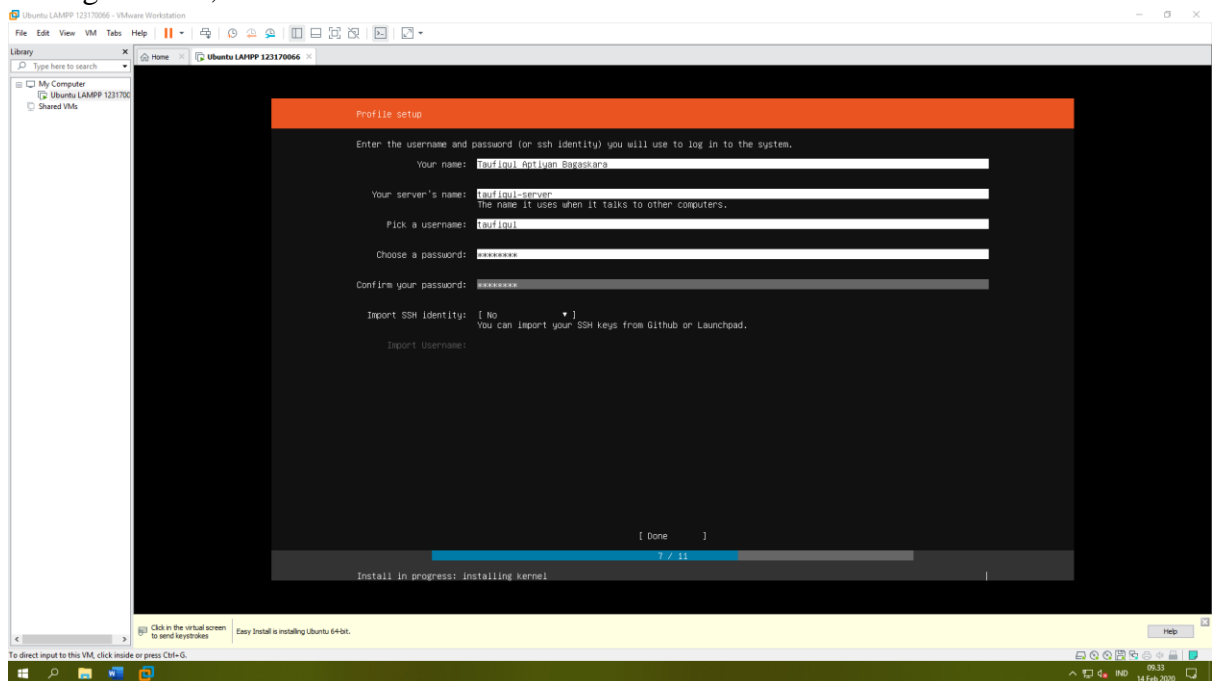 Ubuntu LAMPP 123170066 - VMware Workstation
File Edit View VM Tabs Help
Library
Type here to search
My Computer
Ubuntu LAMPP 1231700
Shared VMs
Home
Ubuntu LAMPP 123170066
Profile setup
Enter the username and password (or ssh identity) you will use to log in to the system.
Your name: Taufiqul Aptiyan Bagaskara
Your server's name: taufiqul-server
The name it uses when it talks to other computers.
Pick a username: taufiqul
Choose a password: ********
Confirm your password: ********
Import SSH identity: [ No ▾ ]
You can import your SSH keys from Github or Launchpad.
Import Username:
[ Done ]
7 / 11
Install in progress: installing kernel
Click in the virtual screen
to send keystrokes
Easy Install is installing Ubuntu 64-bit.
Help
To direct input to this VM, click inside or press Ctrl+G.
IND
09.33
14 Feb 2020